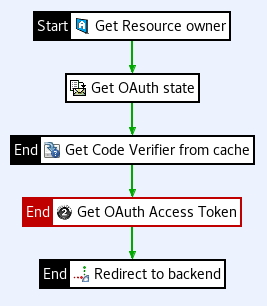 Start Get Resource owner
Get OAuth state
End Get Code Verifier from cache
End 2 Get OAuth Access Token
End Redirect to backend